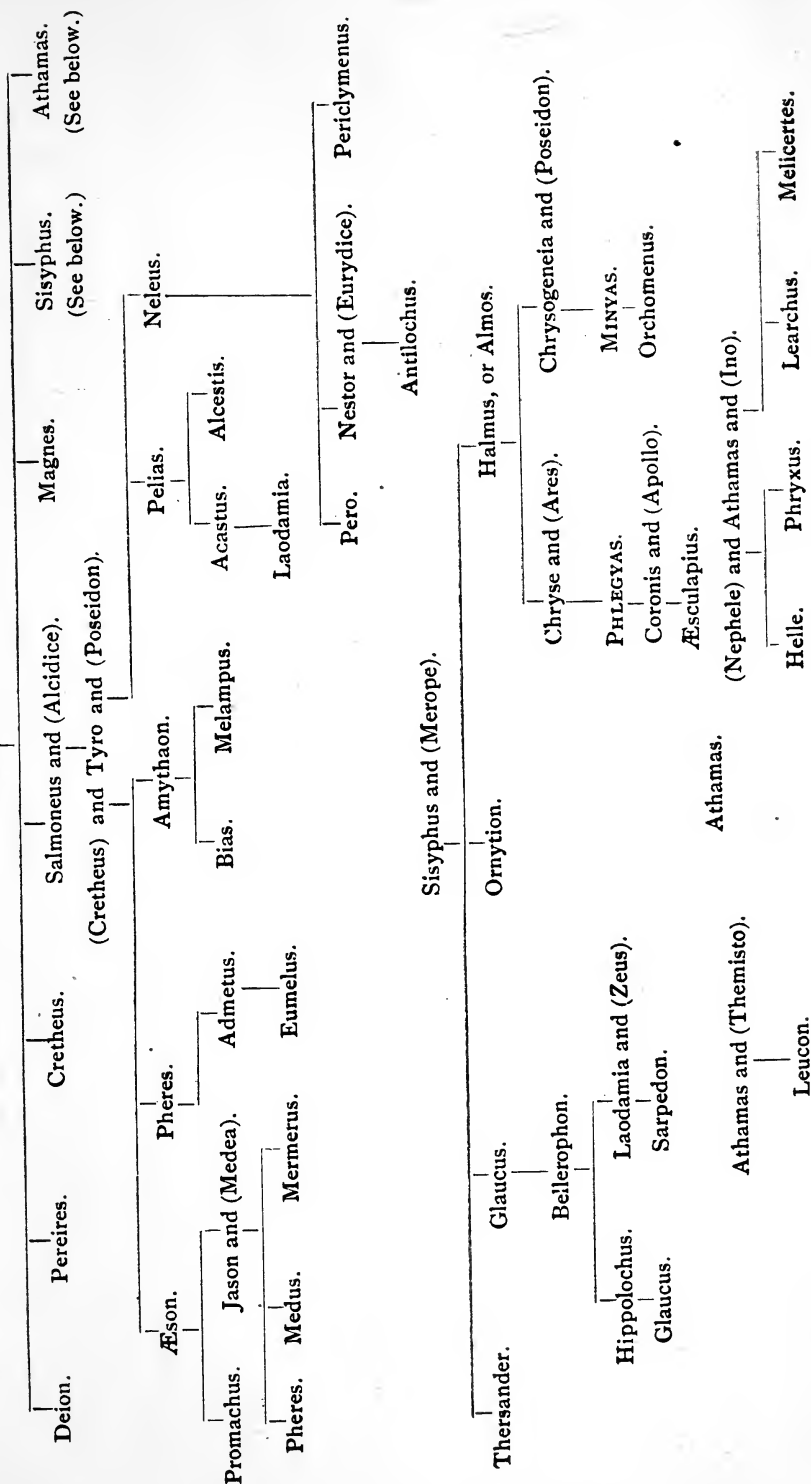 Deion. Pereires. Cretheus. Salmoneus and (Alcidice). Magnes. Sisyphus. Athamas.
(See below.) (See below.)
(Cretheus) and Tyro and (Poseidon).
Æson. Pheres. Amythaon. Pelias. Neleus.
Promachus. Jason and (Medea). Admetus. Bias. Melampus. Acastus. Alcestis.
Pheres. Medus. Mermerus. Eumelus. Laodamia.
Pero. Nestor and (Eurydice). Periclymenus.
Antilochus.
Sisyphus and (Merope).
Thersander. Glaucus. Ornytion. Halmus, or Almos.
Bellerophon. Chryse and (Ares). Chrysogeneia and (Poseidon).
Hippolochus. Laodamia and (Zeus). PHLEGYAS. MINYAS.
Glaucus. Sarpedon. Coronis and (Apollo). Orchomenus.
Æsculapius.
Athamas.
Athamas and (Themisto). (Nephele) and Athamas and (Ino).
Leucon. Helle. Phryxus. Learchus. Melicertes.